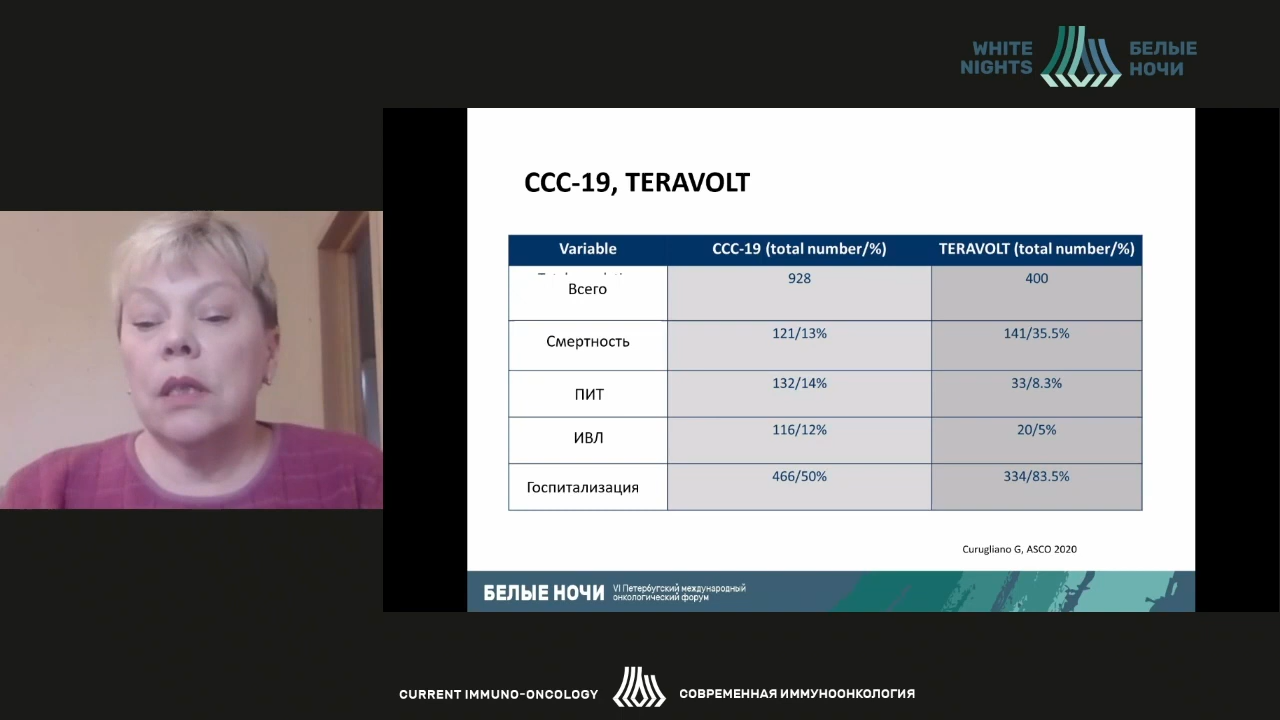 WHITE
NIGHTS
БЕЛЫЕ
НОЧИ
CCC-19, TERAVOLT
Variable CCC-19 (total number/%) TERAVOLT (total number/%)
Всего 928 400
Смертность 121/13% 141/35.5%
ПИТ 132/14% 33/8.3%
ИВЛ 116/12% 20/5%
Госпитализация 466/50% 334/83.5%
Curugliano G, ASCO 2020
БЕЛЫЕ НОЧИ
VI Петербугский международный
онкологический форум
CURRENT IMMUNO-ONCOLOGY СОВРЕМЕННАЯ ИММУНООНКОЛОГИЯ